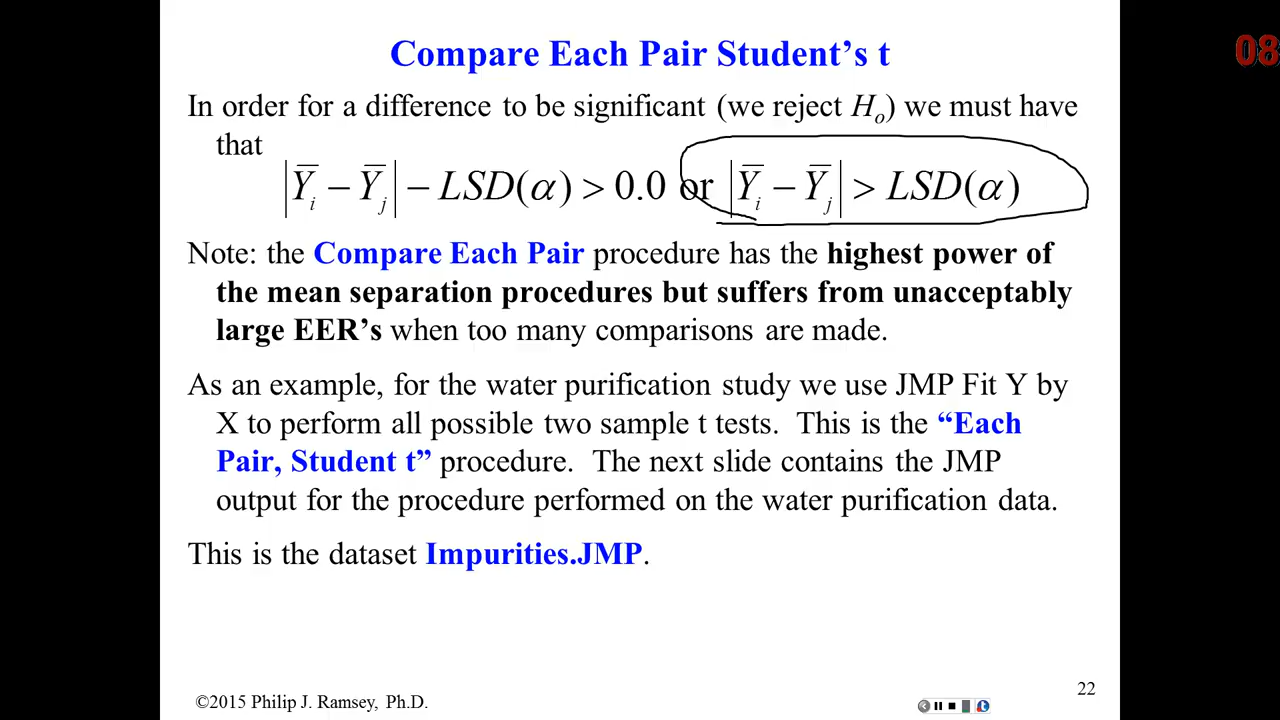 Compare Each Pair Student’s t
08
In order for a difference to be significant (we reject Ho) we must have
that
|Y̅i − Y̅j| − LSD(α) > 0.0 or |Y̅i − Y̅j| > LSD(α)
Note: the Compare Each Pair procedure has the highest power of
the mean separation procedures but suffers from unacceptably
large EER’s when too many comparisons are made.
As an example, for the water purification study we use JMP Fit Y by
X to perform all possible two sample t tests.  This is the “Each
Pair, Student t” procedure.  The next slide contains the JMP
output for the procedure performed on the water purification data.
This is the dataset Impurities.JMP.
©2015 Philip J. Ramsey, Ph.D.
22